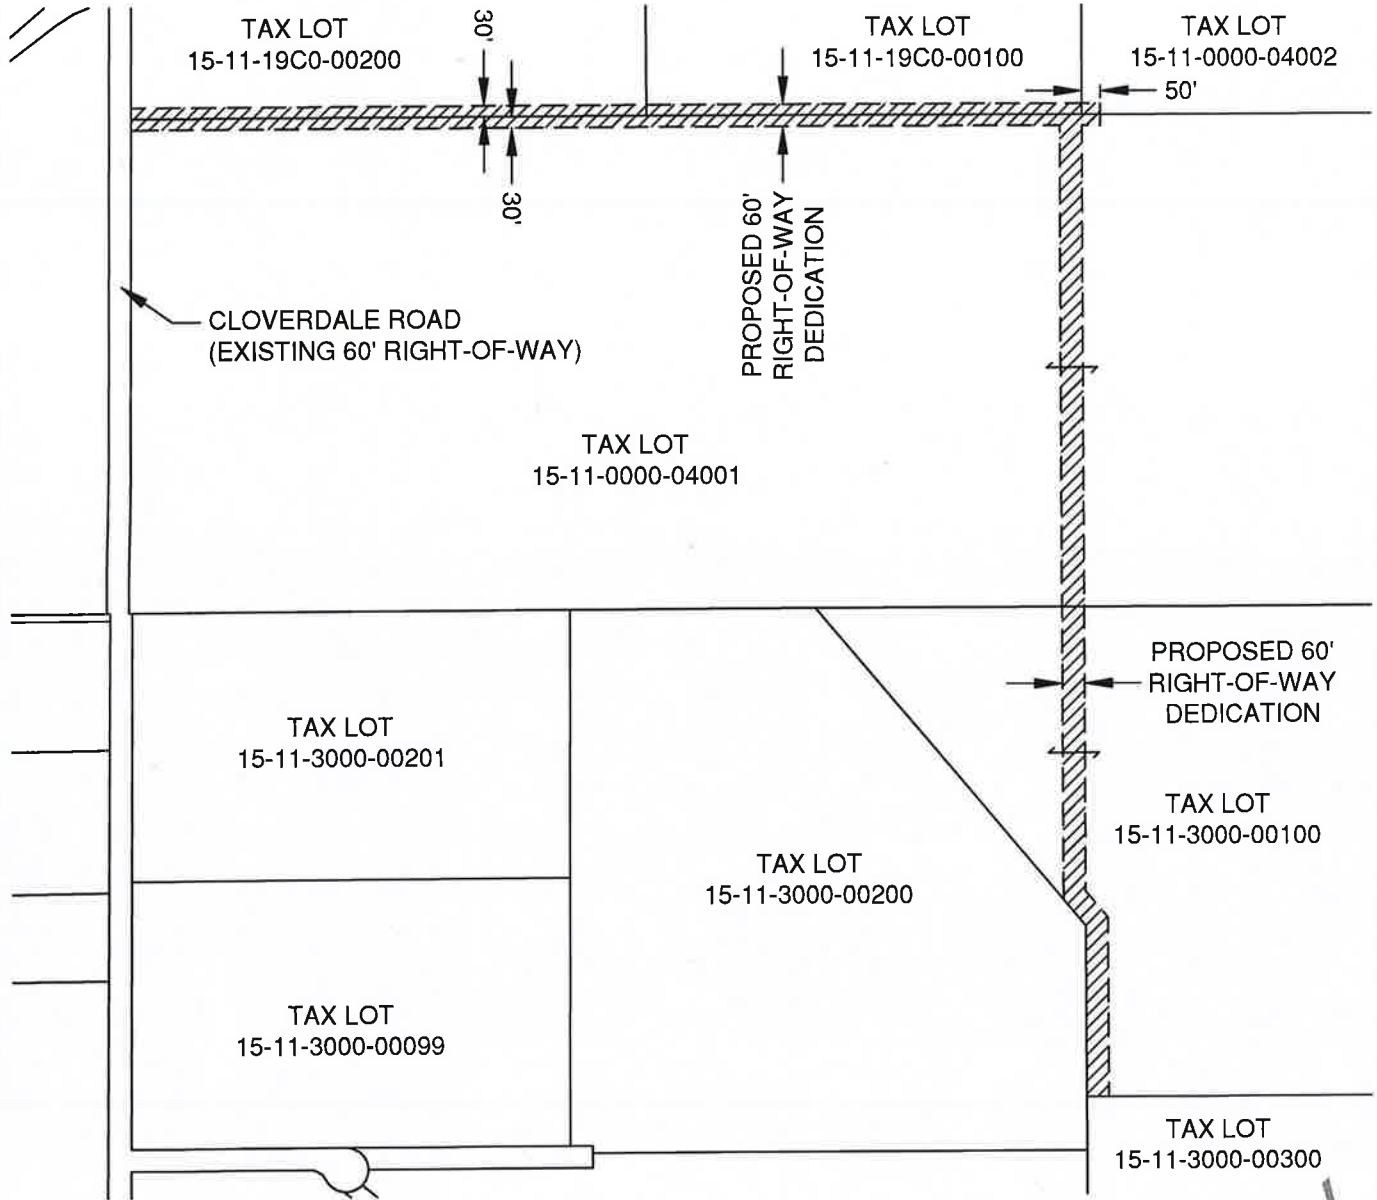 TAX LOT
15-11-19C0-00200
30'
TAX LOT
15-11-19C0-00100
TAX LOT
15-11-0000-04002
50'
30'
PROPOSED 60'
RIGHT-OF-WAY
DEDICATION
CLOVERDALE ROAD
(EXISTING 60' RIGHT-OF-WAY)
TAX LOT
15-11-0000-04001
PROPOSED 60'
RIGHT-OF-WAY
DEDICATION
TAX LOT
15-11-3000-00201
TAX LOT
15-11-3000-00100
TAX LOT
15-11-3000-00200
TAX LOT
15-11-3000-00099
TAX LOT
15-11-3000-00300